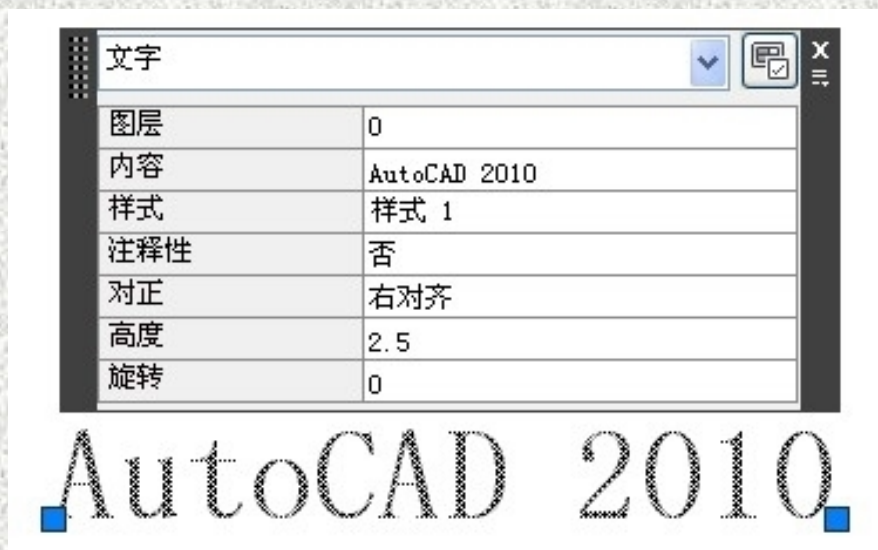 文字
图层 0
内容 AutoCAD 2010
样式 样式 1
注释性 否
对正 右对齐
高度 2.5
旋转 0
AutoCAD 2010